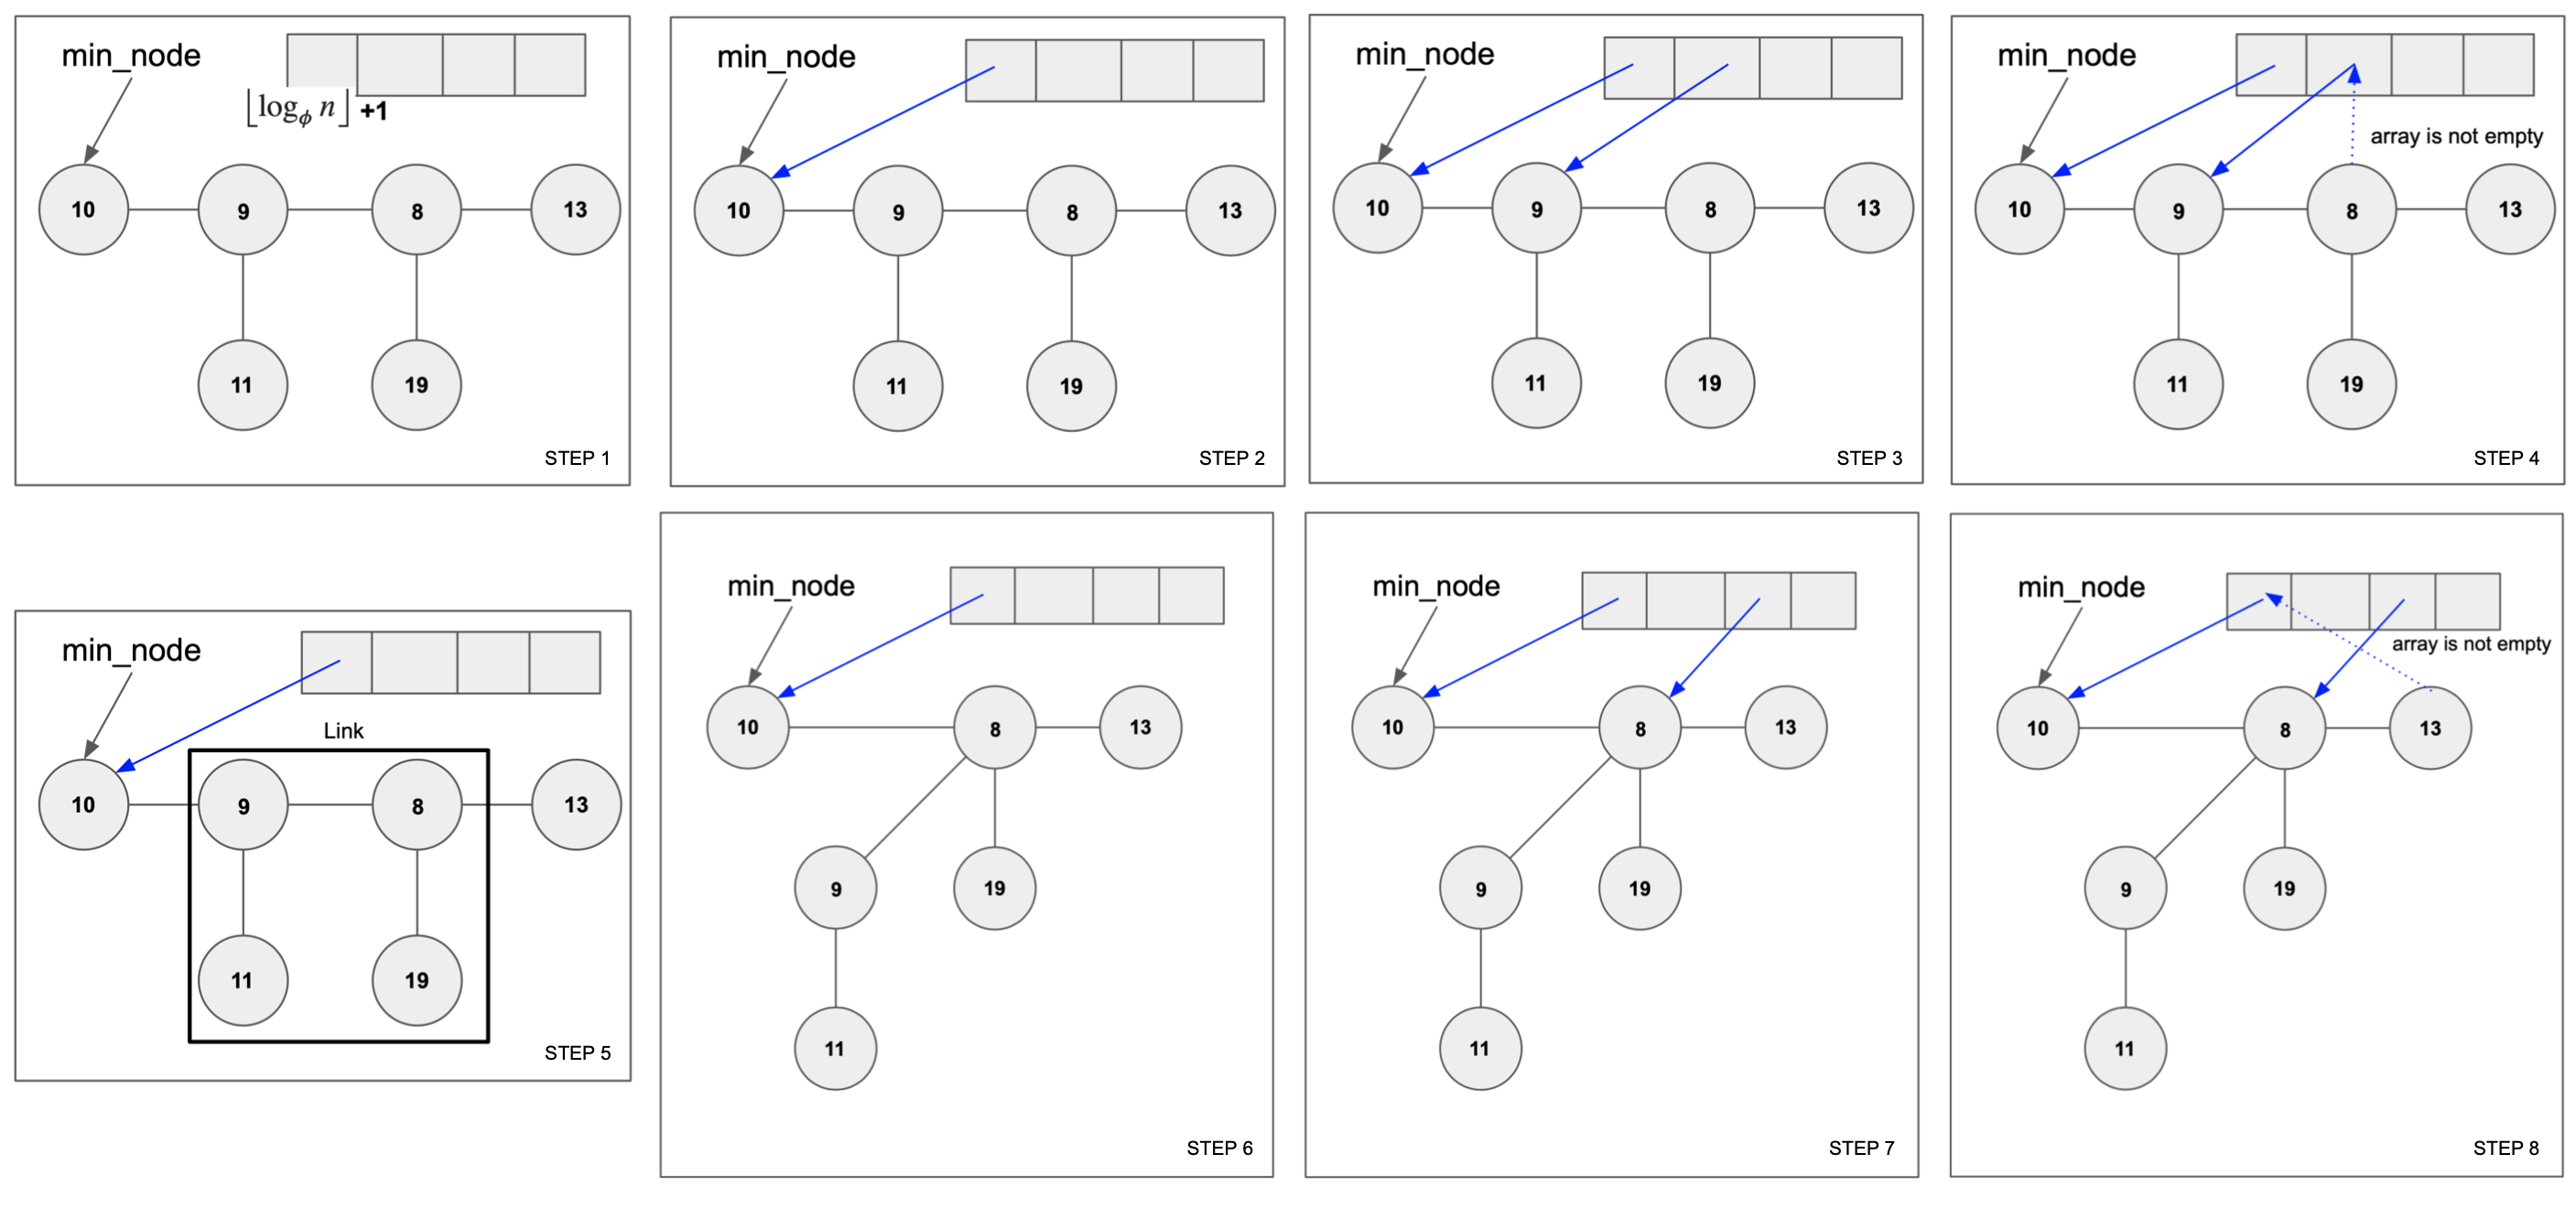 min_node
⌊log_ϕ n⌋ +1
10 9 8 13
11 19
STEP 1
min_node
10 9 8 13
11 19
STEP 2
min_node
10 9 8 13
11 19
STEP 3
min_node
array is not empty
10 9 8 13
11 19
STEP 4
min_node
Link
10 9 8 13
11 19
STEP 5
min_node
10 8 13
9 19
11
STEP 6
min_node
10 8 13
9 19
11
STEP 7
min_node
array is not empty
10 8 13
9 19
11
STEP 8